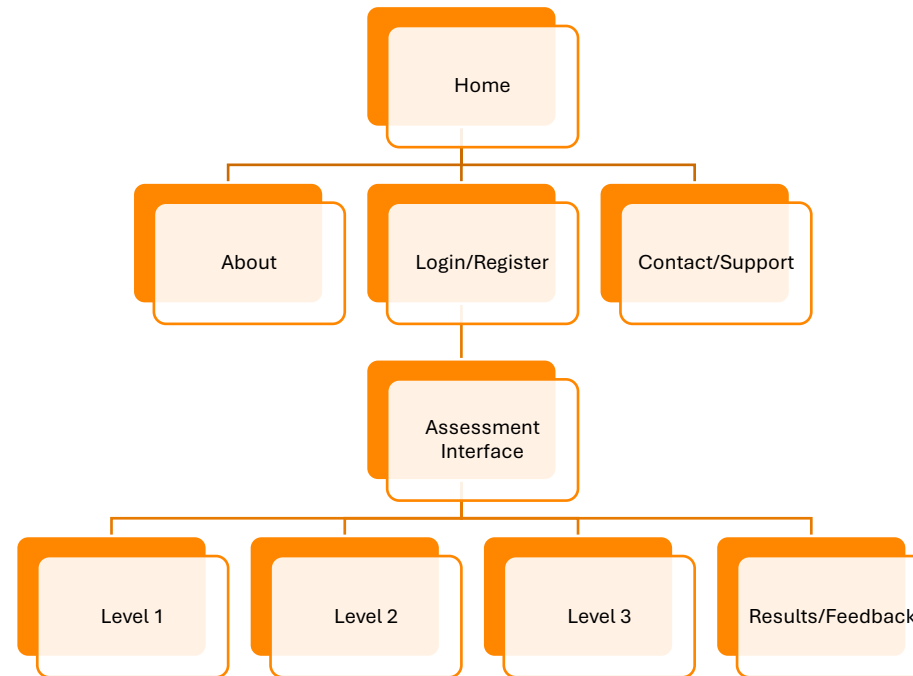 Home
About
Login/Register
Contact/Support
Assessment
Interface
Level 1
Level 2
Level 3
Results/Feedback